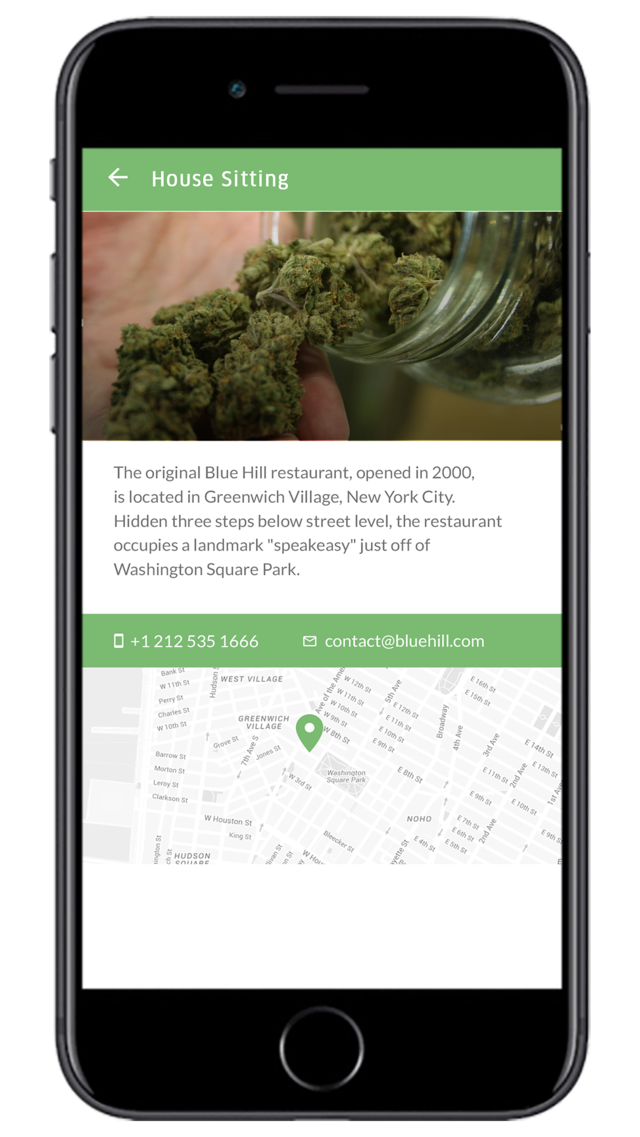 House Sitting
The original Blue Hill restaurant, opened in 2000,
is located in Greenwich Village, New York City.
Hidden three steps below street level, the restaurant
occupies a landmark "speakeasy" just off of
Washington Square Park.
+1 212 535 1666
contact@bluehill.com
Bank St
W 11th St
Perry St
Charles St
W 10th St
Hudson S
WEST VILLAGE
GREENWICH
VILLAGE
Grove St
7th Ave S
Jones St
Ave of the Ame
W 12th St
W 11th St
W 10th St
W 9th St
W 8th St
5th Ave
E 12th St
E 11th St
E 10th St
E 9th St
Broadway
4th Ave
E 16th St
E 15th St
3rd Ave
E 14th St
E 13th St
2nd Ave
1st Av
E 11th St
E 10th St
E 9th St
E 8th St
Washington
Square Park
W 3rd St
Barrow St
Morton St
Leroy St
Clarkson St
W Houston St
King St
Bleecker St
NOHO
E 7th St
E 6th St
E 5th St
E 4th St
2nd Ave
E 9th St
HUDSON
SQUARE